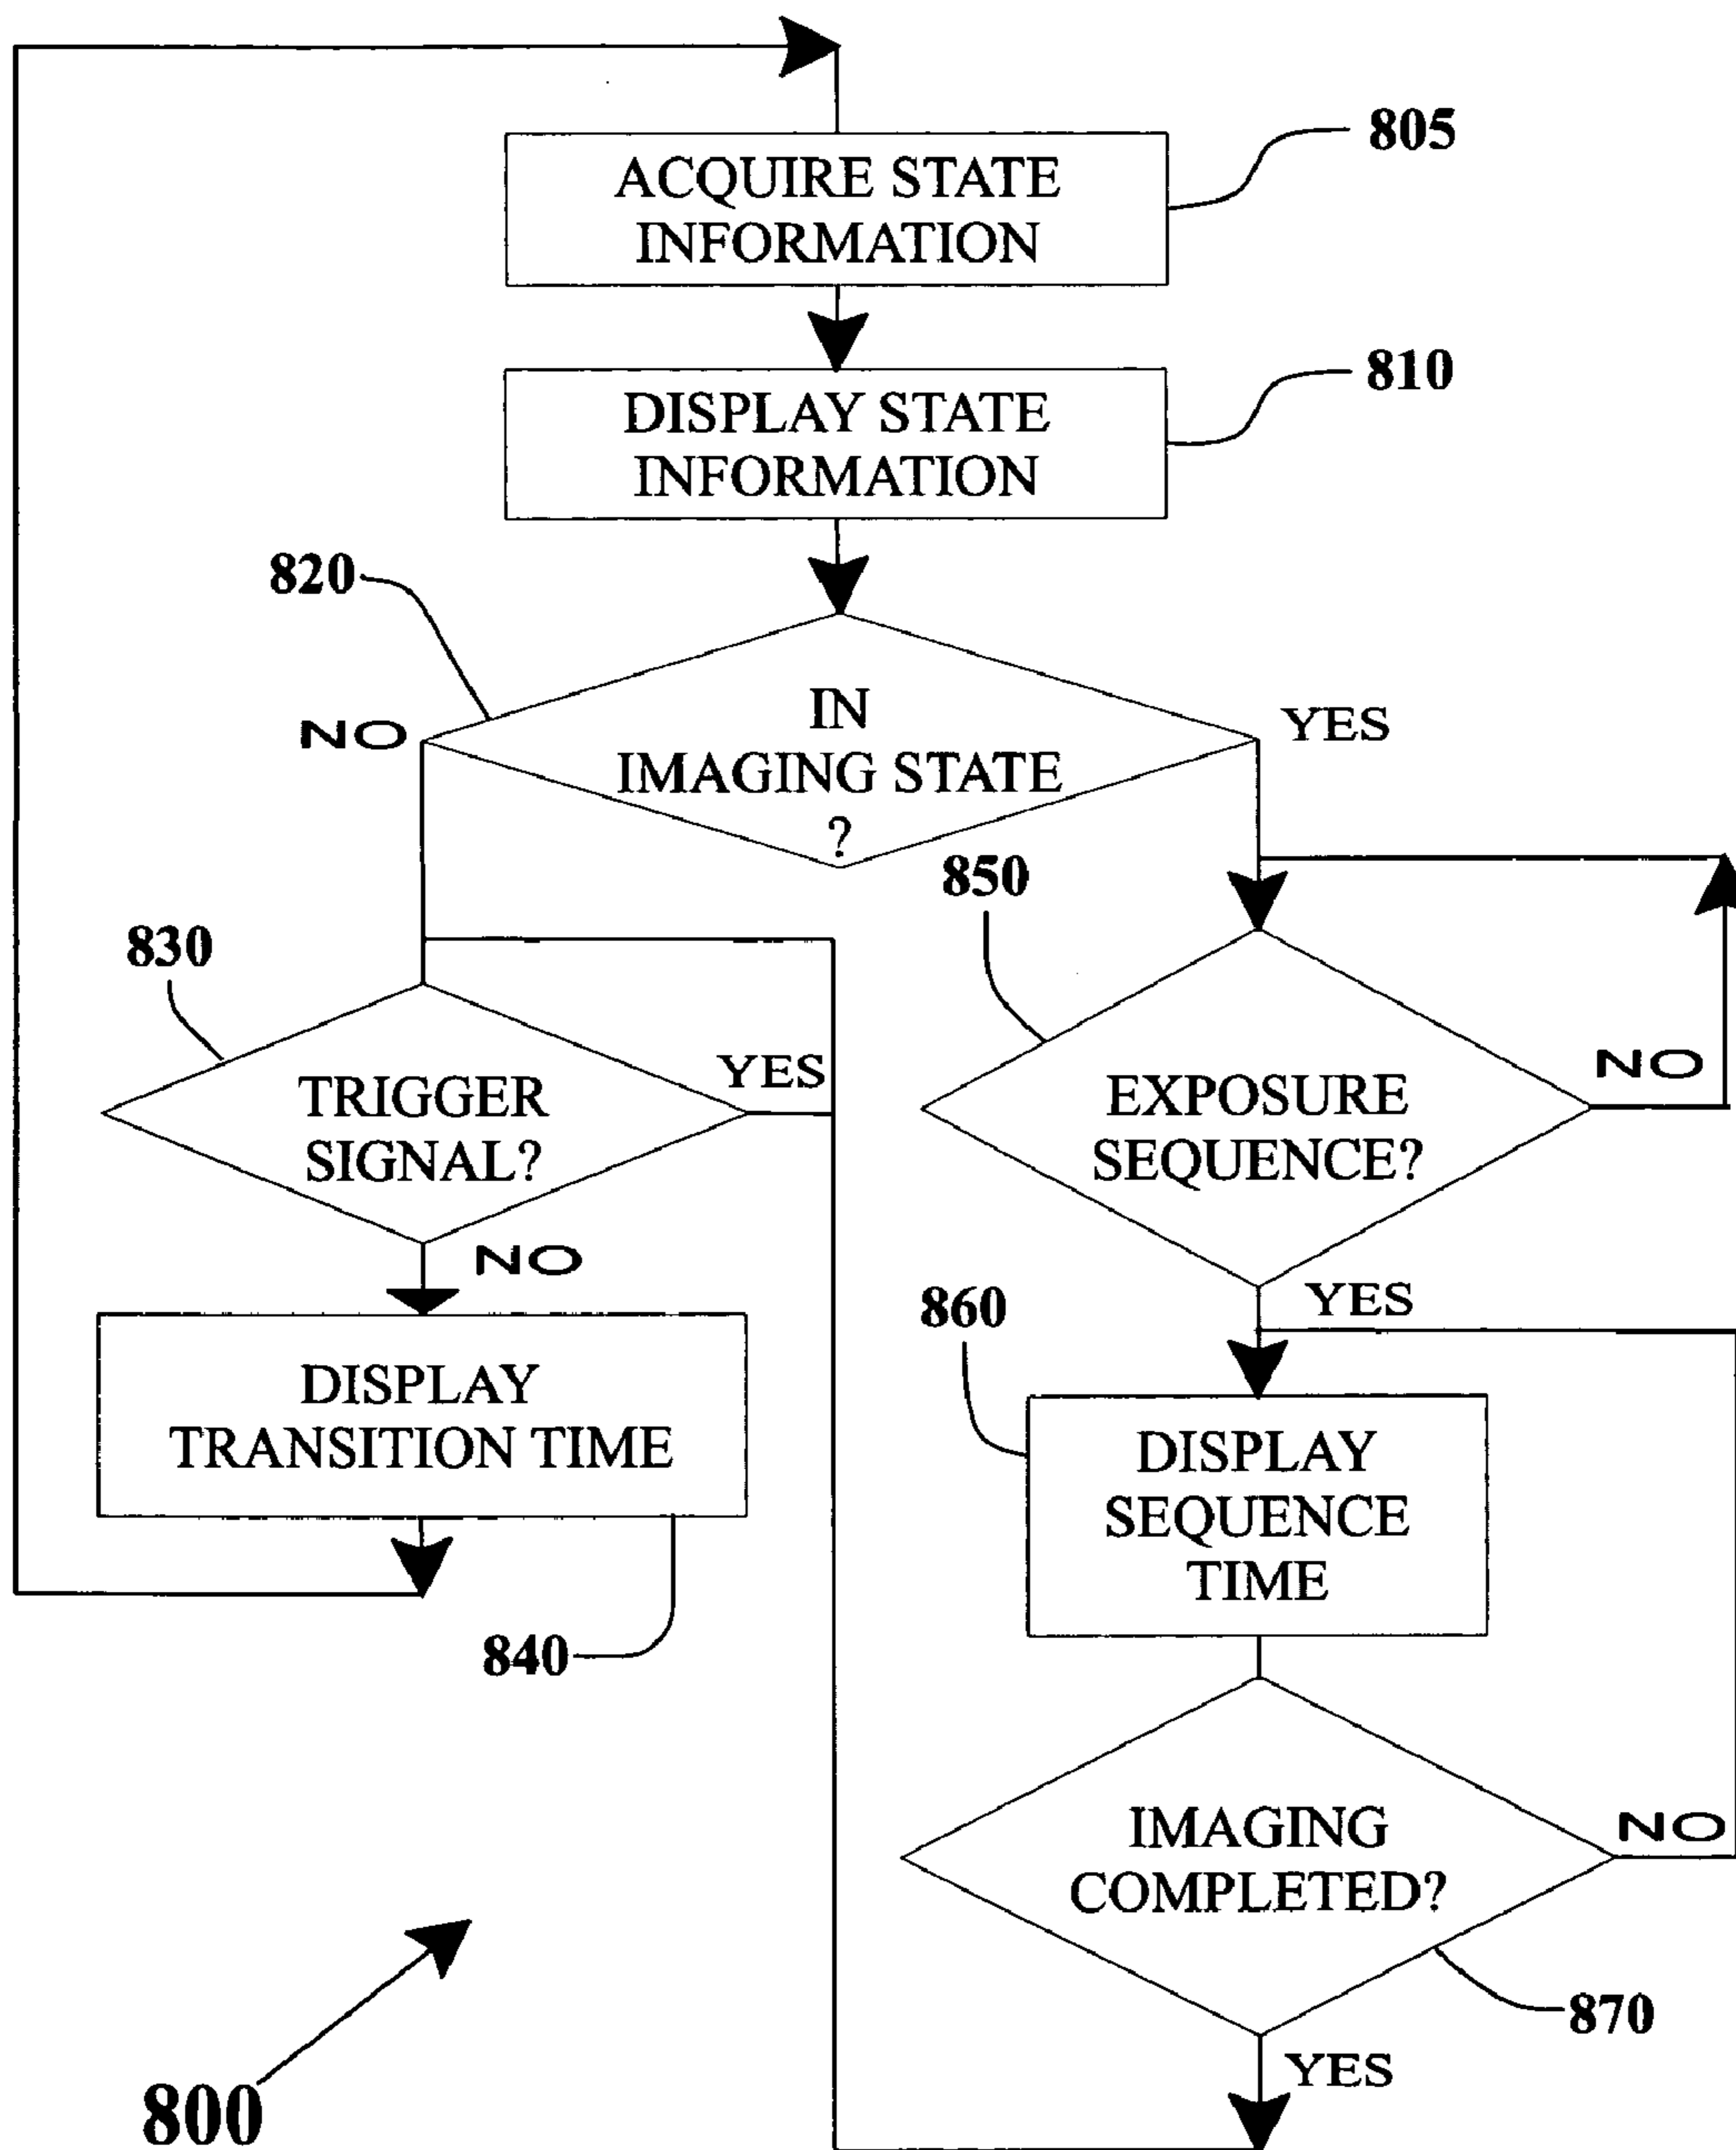 805
ACQUIRE STATE
INFORMATION
810
DISPLAY STATE
INFORMATION
820
NO
IN
IMAGING STATE
?
YES
830
TRIGGER
SIGNAL?
YES
NO
DISPLAY
TRANSITION TIME
840
850
EXPOSURE
SEQUENCE?
NO
YES
860
DISPLAY
SEQUENCE
TIME
IMAGING
COMPLETED?
NO
870
YES
800